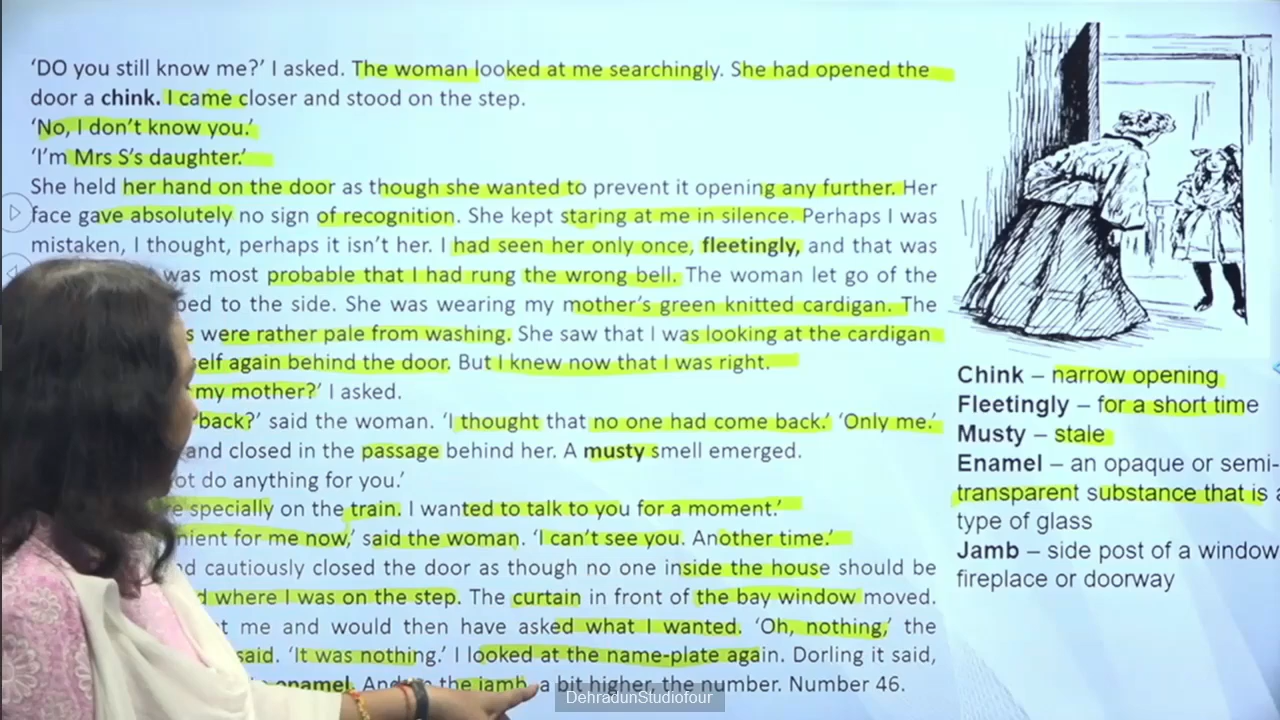 ‘DO you still know me?’ I asked. The woman looked at me searchingly. She had opened the
door a chink. I came closer and stood on the step.
‘No, I don’t know you.’
‘I’m Mrs S’s daughter.’
She held her hand on the door as though she wanted to prevent it opening any further. Her
face gave absolutely no sign of recognition. She kept staring at me in silence. Perhaps I was
mistaken, I thought, perhaps it isn’t her. I had seen her only once, fleetingly, and that was
was most probable that I had rung the wrong bell. The woman let go of the
to the side. She was wearing my mother’s green knitted cardigan. The
were rather pale from washing. She saw that I was looking at the cardigan
again behind the door. But I knew now that I was right.
my mother?’ I asked.
back?’ said the woman. ‘I thought that no one had come back.’ ‘Only me.’
and closed in the passage behind her. A musty smell emerged.
do anything for you.’
specially on the train. I wanted to talk to you for a moment.’
for me now,’ said the woman. ‘I can’t see you. Another time.’
cautiously closed the door as though no one inside the house should be
where I was on the step. The curtain in front of the bay window moved.
me and would then have asked what I wanted. ‘Oh, nothing,’ the
said. ‘It was nothing.’ I looked at the name-plate again. Dorling it said,
enamel. And the jamb, a bit higher, the number. Number 46.
Chink – narrow opening
Fleetingly – for a short time
Musty – stale
Enamel – an opaque or semi-
transparent substance that is a
type of glass
Jamb – side post of a window
fireplace or doorway
DehradunStudiofour